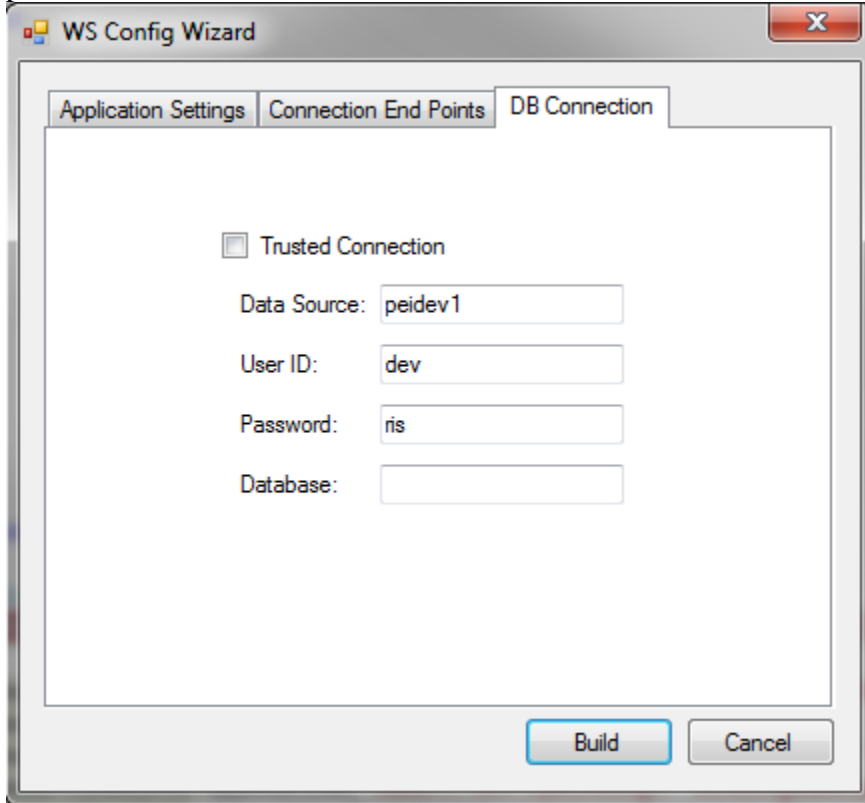 WS Config Wizard
Application Settings Connection End Points DB Connection
Trusted Connection
Data Source: peidev1
User ID: dev
Password: ris
Database:
Build Cancel